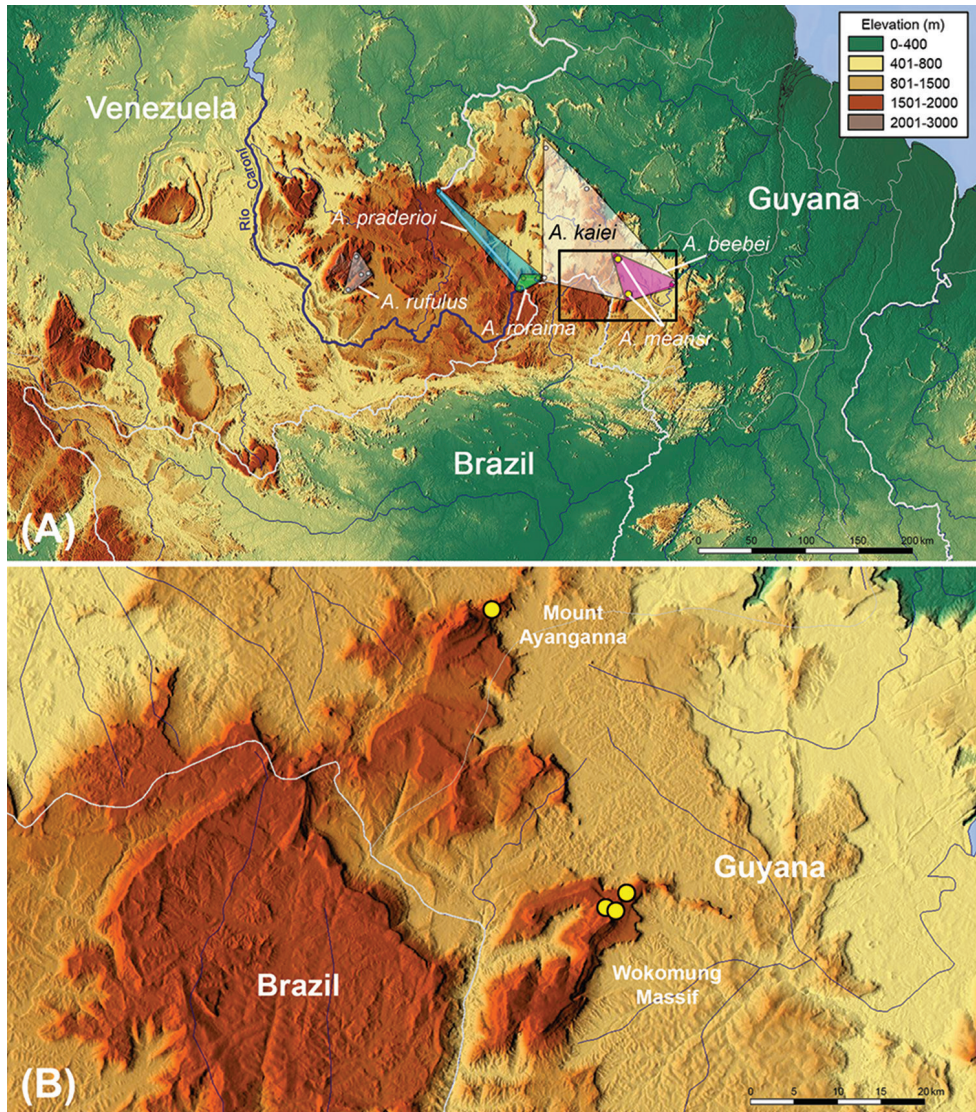 Elevation (m)
0-400
401-800
801-1500
1501-2000
2001-3000
Venezuela
Río Caroní
Guyana
A. praderioi
A. kaiei
A. beebei
A. rufulus
A. roraima
A. meansi
Brazil
(A)
0 50 100 150 200 km
Mount
Ayanganna
Guyana
Wokomung
Massif
Brazil
(B)
0 5 10 15 20 km